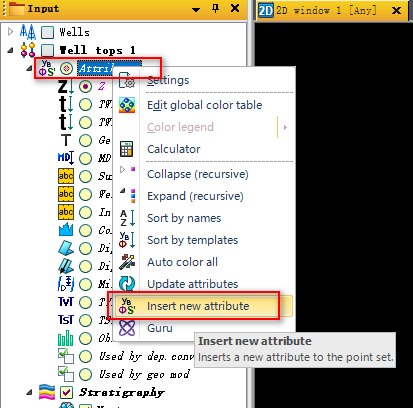 Input
2D window 1 [Any]
Wells
Well tops 1
Settings
Z
Edit global color table
TW
TW
Color legend
Ge
Calculator
MD
Collapse (recursive)
Su
Expand (recursive)
We
Sort by names
In
Sort by templates
Co
Auto color all
Di
Update attributes
Di
Mi
Insert new attribute
TV
TS
Guru
Ob
Insert new attribute
Inserts a new attribute to the point set.
Used by dep. conv
Used by geo mod
Stratigraphy